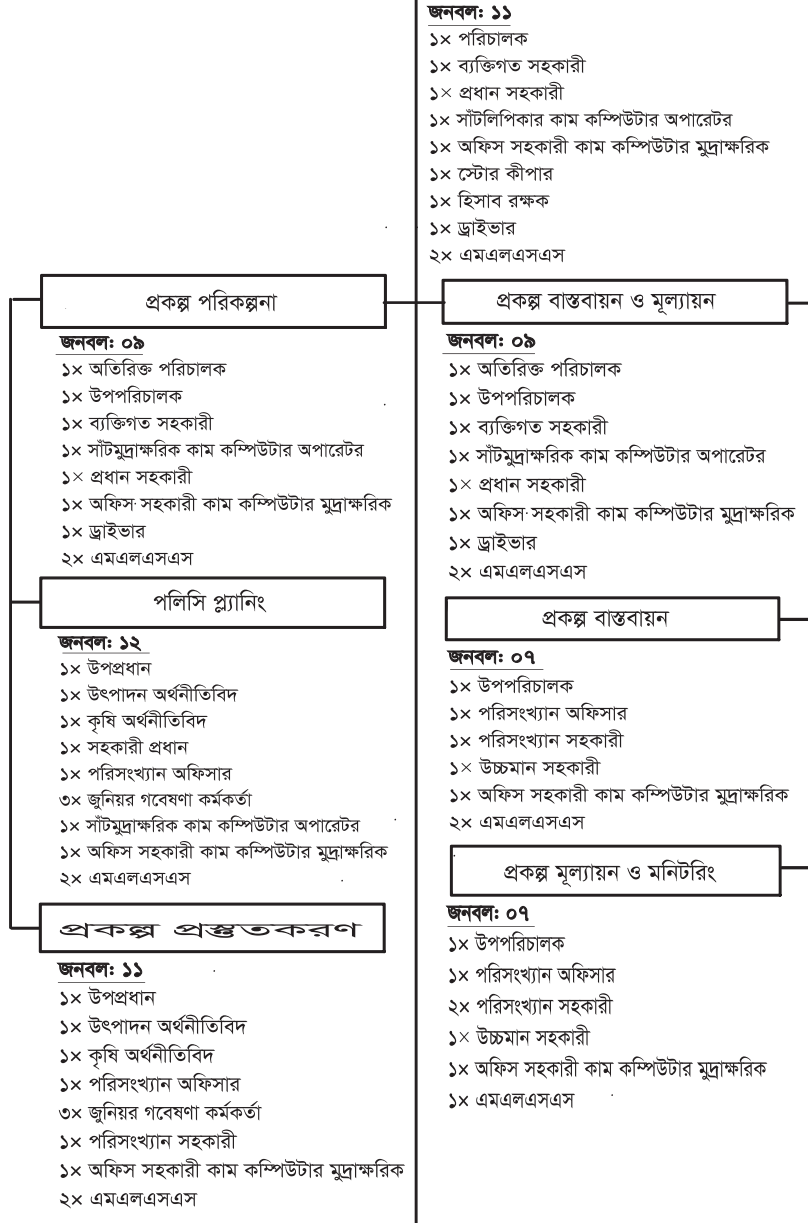 জনবল: ১১
১× পরিচালক
১× ব্যক্তিগত সহকারী
১× প্রধান সহকারী
১× সাঁটলিপিকার কাম কম্পিউটার অপারেটর
১× অফিস সহকারী কাম কম্পিউটার মুদ্রাক্ষরিক
১× স্টোর কীপার
১× হিসাব রক্ষক
১× ড্রাইভার
২× এমএলএসএস
প্রকল্প পরিকল্পনা
জনবল: ০৯
১× অতিরিক্ত পরিচালক
১× উপপরিচালক
১× ব্যক্তিগত সহকারী
১× সাঁটমুদ্রাক্ষরিক কাম কম্পিউটার অপারেটর
১× প্রধান সহকারী
১× অফিস সহকারী কাম কম্পিউটার মুদ্রাক্ষরিক
১× ড্রাইভার
২× এমএলএসএস
পলিসি প্ল্যানিং
জনবল: ১২
১× উপপ্রধান
১× উৎপাদন অর্থনীতিবিদ
১× কৃষি অর্থনীতিবিদ
১× সহকারী প্রধান
১× পরিসংখ্যান অফিসার
৩× জুনিয়র গবেষণা কর্মকর্তা
১× সাঁটমুদ্রাক্ষরিক কাম কম্পিউটার অপারেটর
১× অফিস সহকারী কাম কম্পিউটার মুদ্রাক্ষরিক
২× এমএলএসএস
প্রকল্প প্রস্তুতকরণ
জনবল: ১১
১× উপপ্রধান
১× উৎপাদন অর্থনীতিবিদ
১× কৃষি অর্থনীতিবিদ
১× পরিসংখ্যান অফিসার
৩× জুনিয়র গবেষণা কর্মকর্তা
১× পরিসংখ্যান সহকারী
১× অফিস সহকারী কাম কম্পিউটার মুদ্রাক্ষরিক
২× এমএলএসএস
প্রকল্প বাস্তবায়ন ও মূল্যায়ন
জনবল: ০৯
১× অতিরিক্ত পরিচালক
১× উপপরিচালক
১× ব্যক্তিগত সহকারী
১× সাঁটমুদ্রাক্ষরিক কাম কম্পিউটার অপারেটর
১× প্রধান সহকারী
১× অফিস সহকারী কাম কম্পিউটার মুদ্রাক্ষরিক
১× ড্রাইভার
২× এমএলএসএস
প্রকল্প বাস্তবায়ন
জনবল: ০৭
১× উপপরিচালক
১× পরিসংখ্যান অফিসার
১× পরিসংখ্যান সহকারী
১× উচ্চমান সহকারী
১× অফিস সহকারী কাম কম্পিউটার মুদ্রাক্ষরিক
২× এমএলএসএস
প্রকল্প মূল্যায়ন ও মনিটরিং
জনবল: ০৭
১× উপপরিচালক
১× পরিসংখ্যান অফিসার
২× পরিসংখ্যান সহকারী
১× উচ্চমান সহকারী
১× অফিস সহকারী কাম কম্পিউটার মুদ্রাক্ষরিক
১× এমএলএসএস